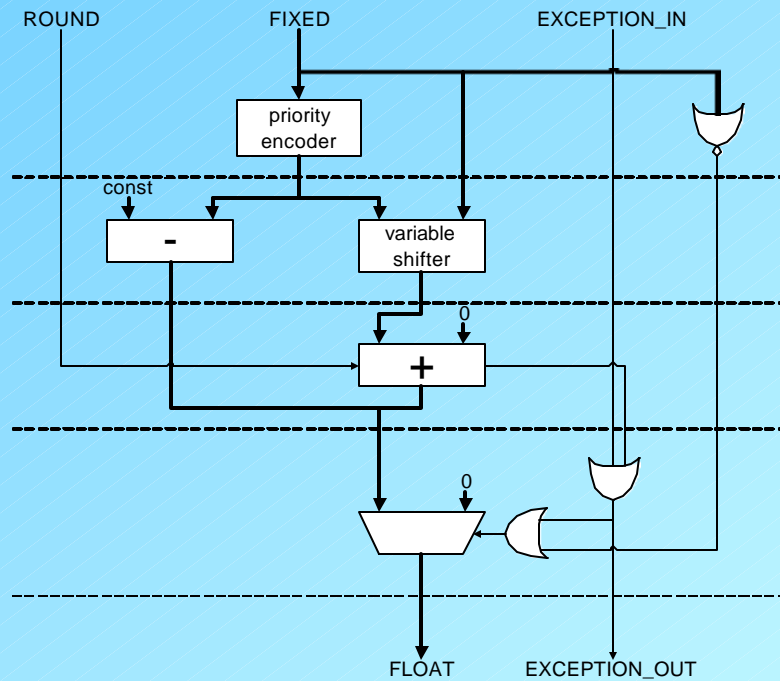 ROUND
FIXED
EXCEPTION_IN
priority
encoder
const
-
variable
shifter
0
+
0
FLOAT
EXCEPTION_OUT